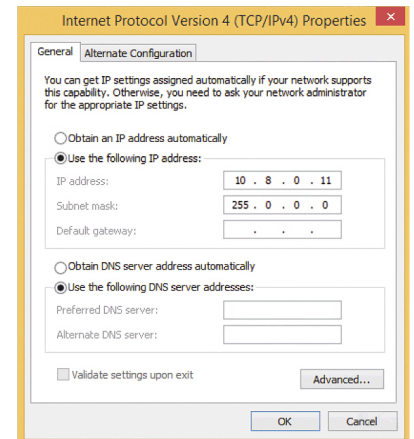 Internet Protocol Version 4 (TCP/IPv4) Properties
General
Alternate Configuration
You can get IP settings assigned automatically if your network supports
this capability. Otherwise, you need to ask your network administrator
for the appropriate IP settings.
Obtain an IP address automatically
Use the following IP address:
IP address:
10 . 8 . 0 . 11
Subnet mask:
255 . 0 . 0 . 0
Default gateway:
. . .
Obtain DNS server address automatically
Use the following DNS server addresses:
Preferred DNS server:
Alternate DNS server:
Validate settings upon exit
Advanced...
OK
Cancel